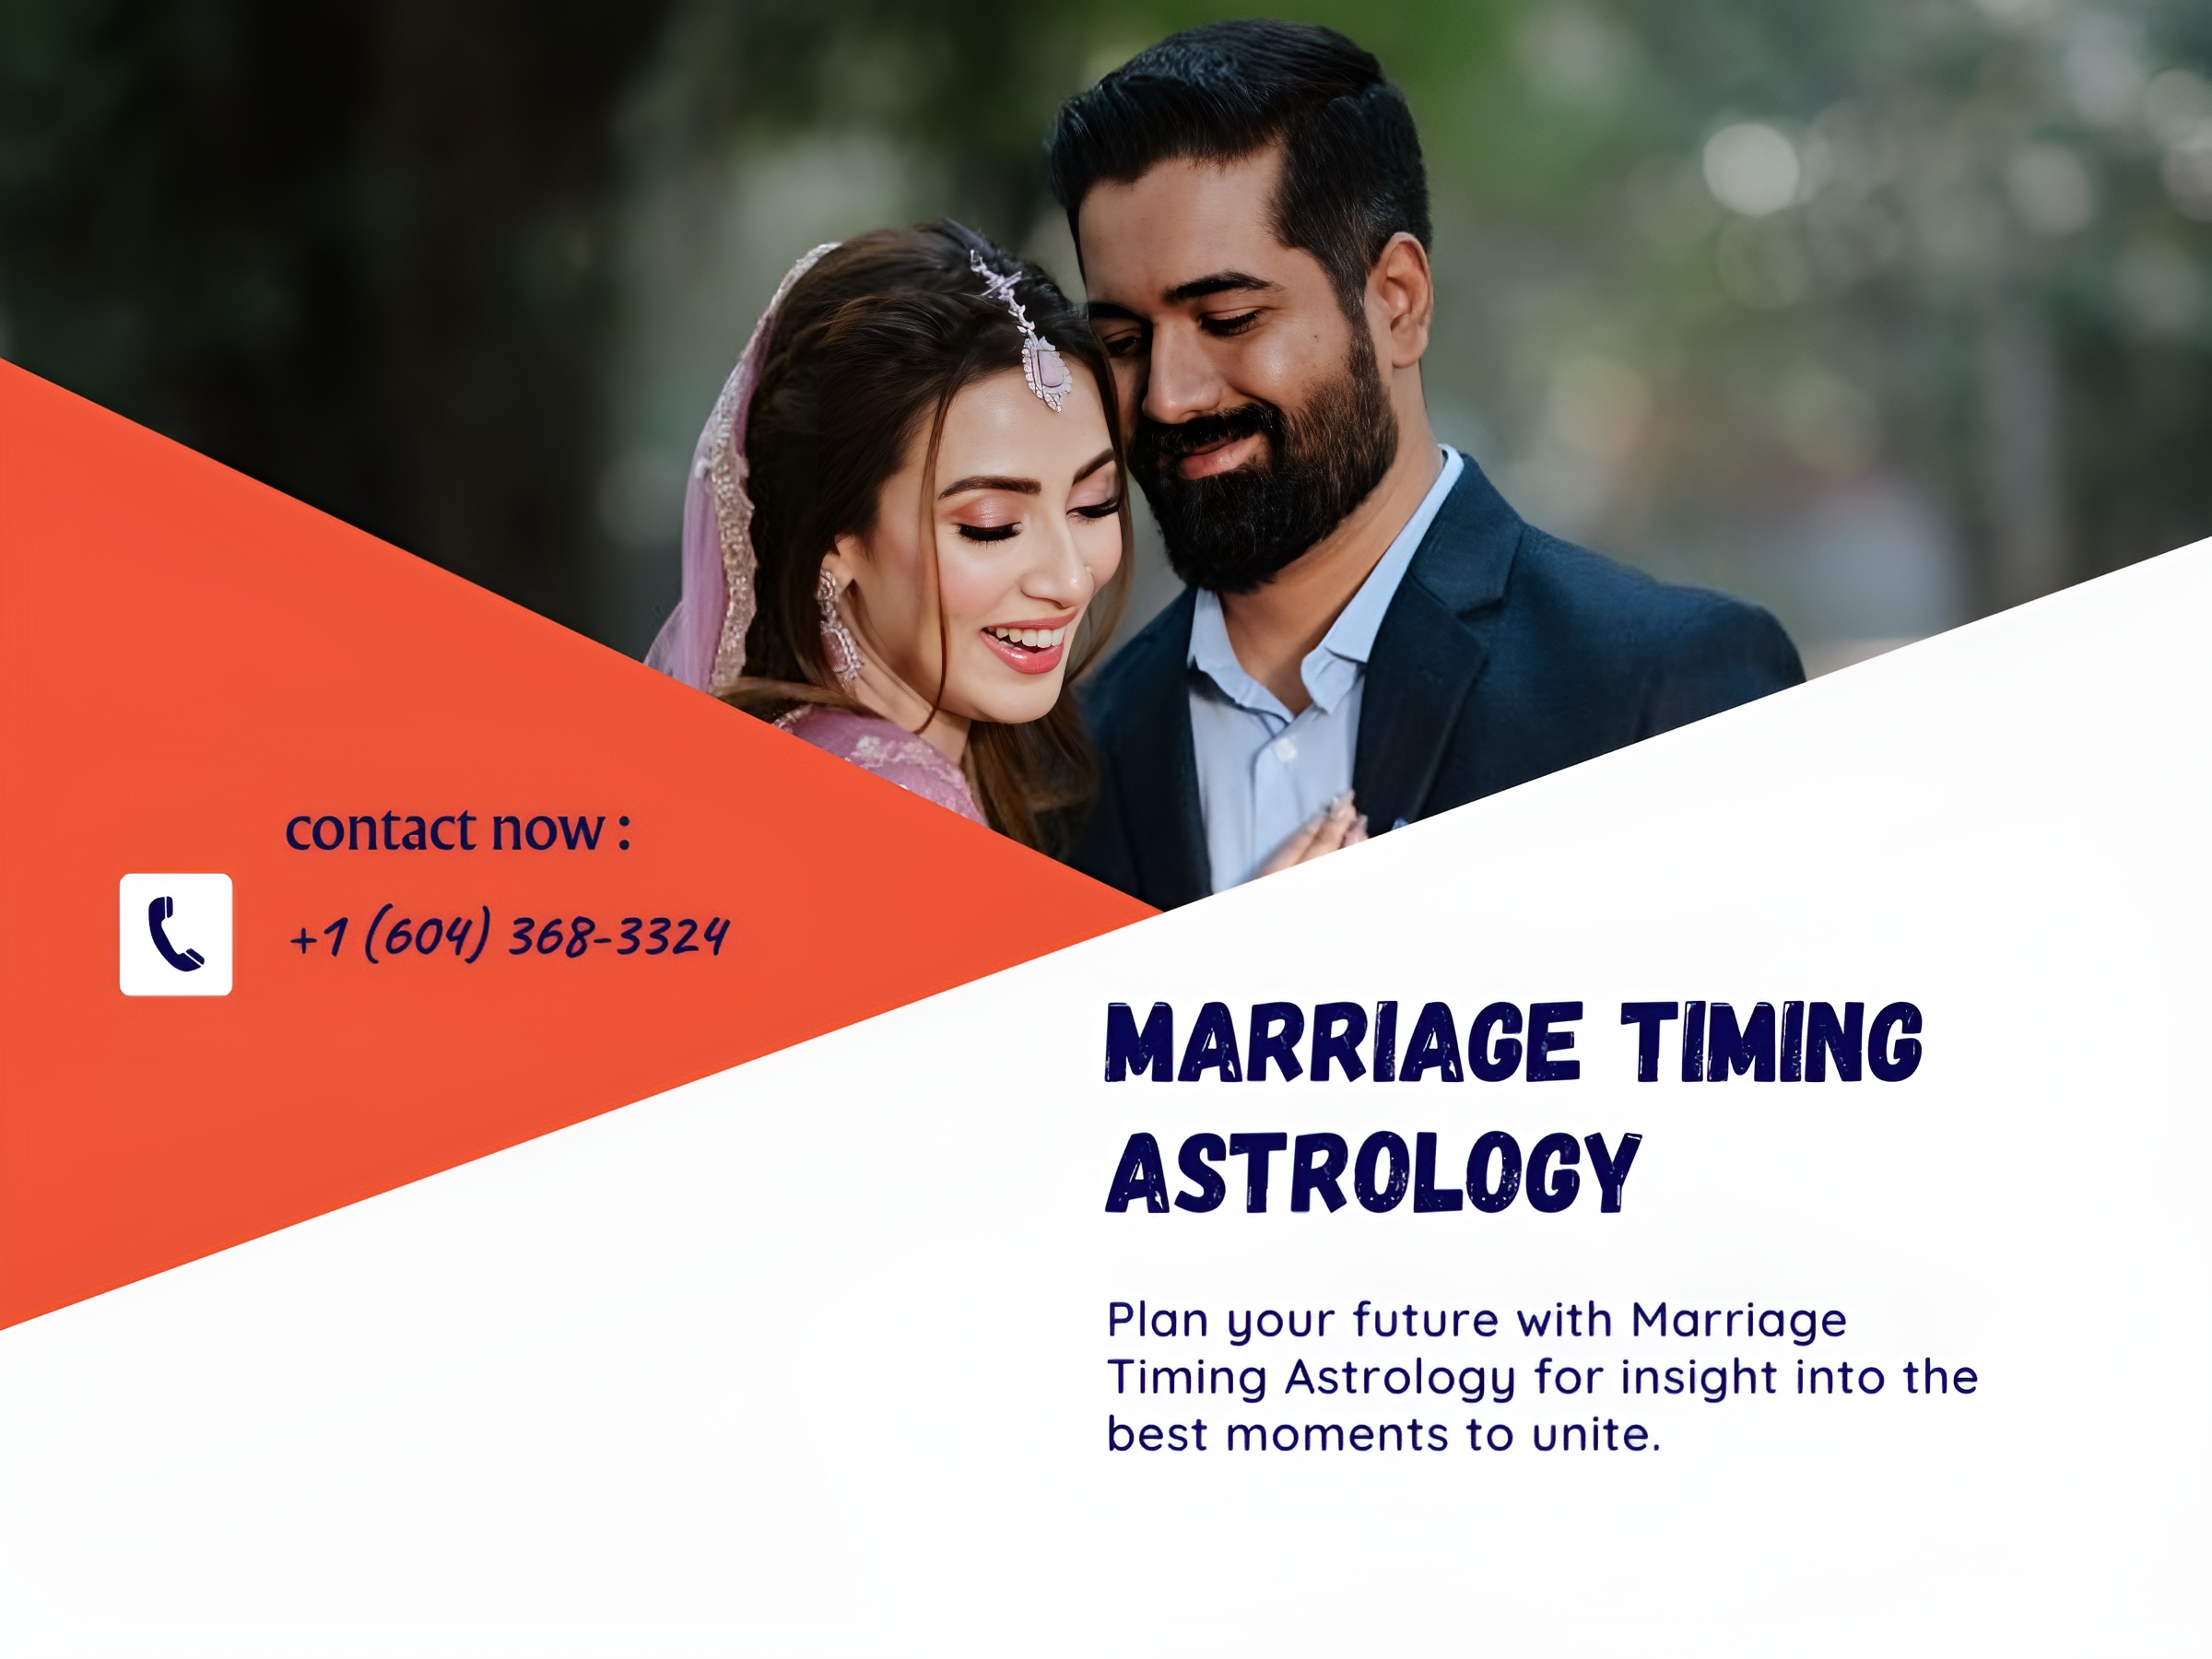 contact now :
+1 (604) 368-3324
MARRIAGE TIMING
ASTROLOGY
Plan your future with Marriage
Timing Astrology for insight into the
best moments to unite.